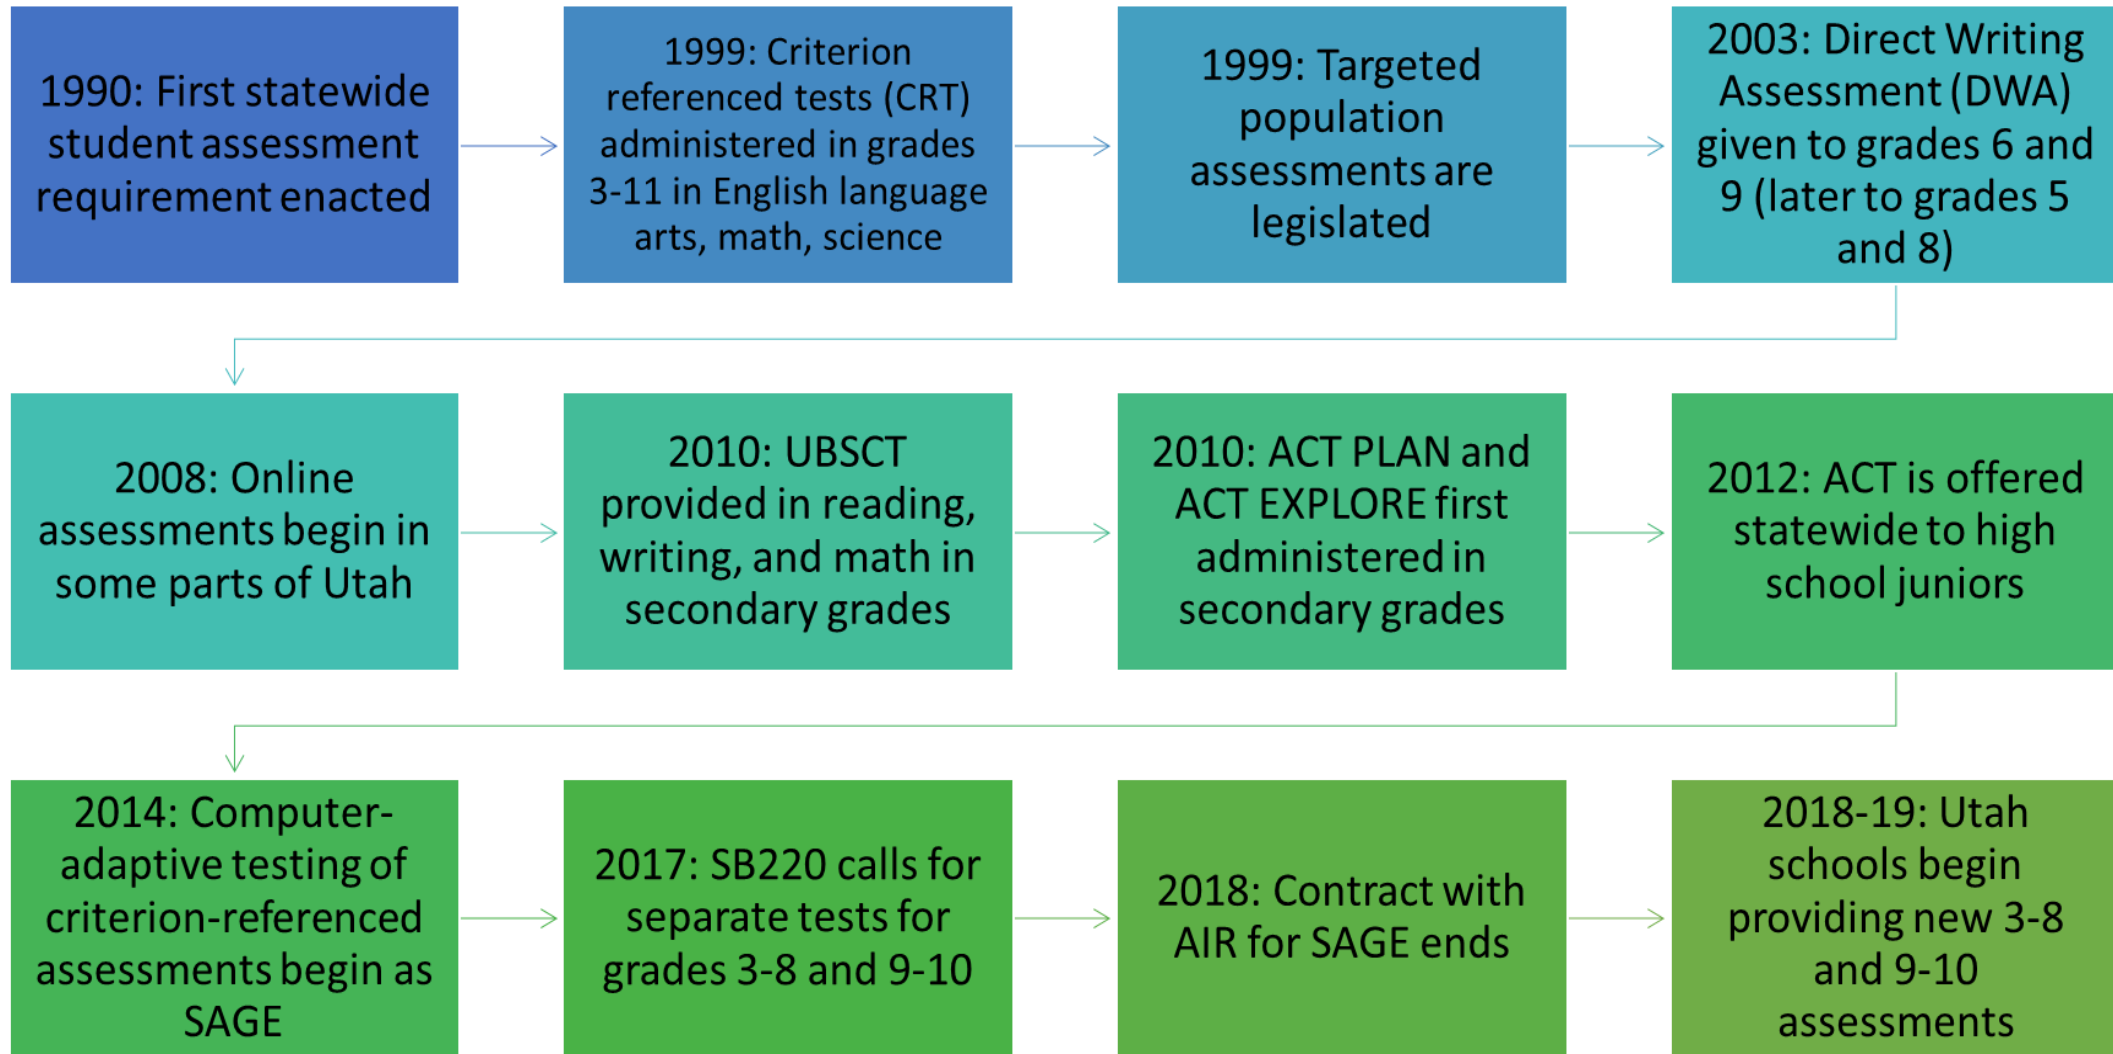 1990: First statewide
student assessment
requirement enacted
1999: Criterion
referenced tests (CRT)
administered in grades
3-11 in English language
arts, math, science
1999: Targeted
population
assessments are
legislated
2003: Direct Writing
Assessment (DWA)
given to grades 6 and
9 (later to grades 5
and 8)
2008: Online
assessments begin in
some parts of Utah
2010: UBSCT
provided in reading,
writing, and math in
secondary grades
2010: ACT PLAN and
ACT EXPLORE first
administered in
secondary grades
2012: ACT is offered
statewide to high
school juniors
2014: Computer-
adaptive testing of
criterion-referenced
assessments begin as
SAGE
2017: SB220 calls for
separate tests for
grades 3-8 and 9-10
2018: Contract with
AIR for SAGE ends
2018-19: Utah
schools begin
providing new 3-8
and 9-10
assessments